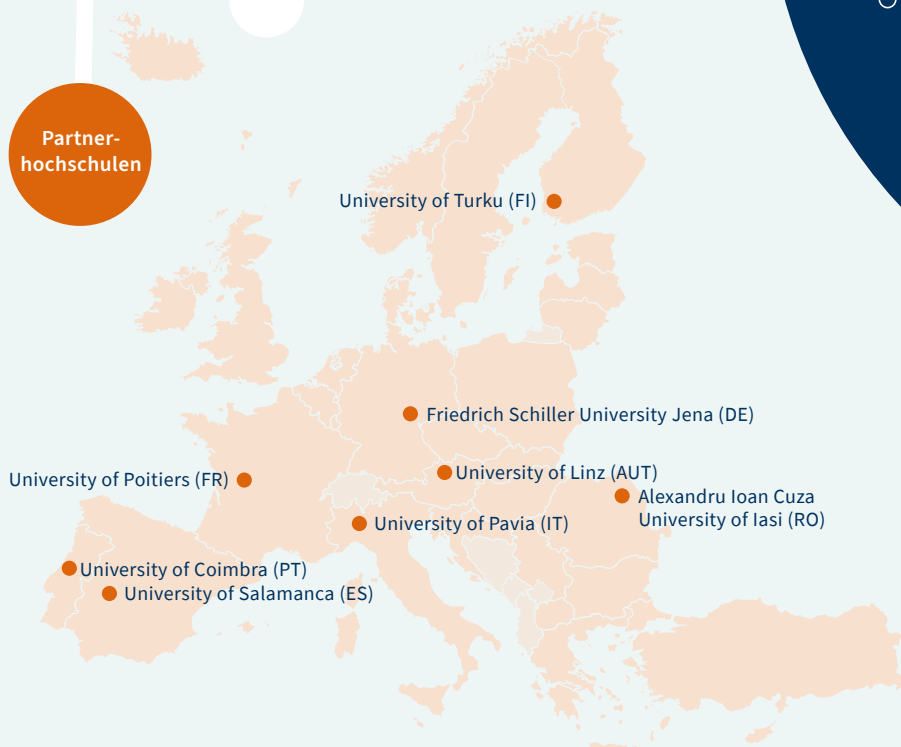 Partner-
hochschulen
University of Turku (FI)
Friedrich Schiller University Jena (DE)
University of Poitiers (FR)
University of Linz (AUT)
Alexandru Ioan Cuza
University of Iasi (RO)
University of Pavia (IT)
University of Coimbra (PT)
University of Salamanca (ES)